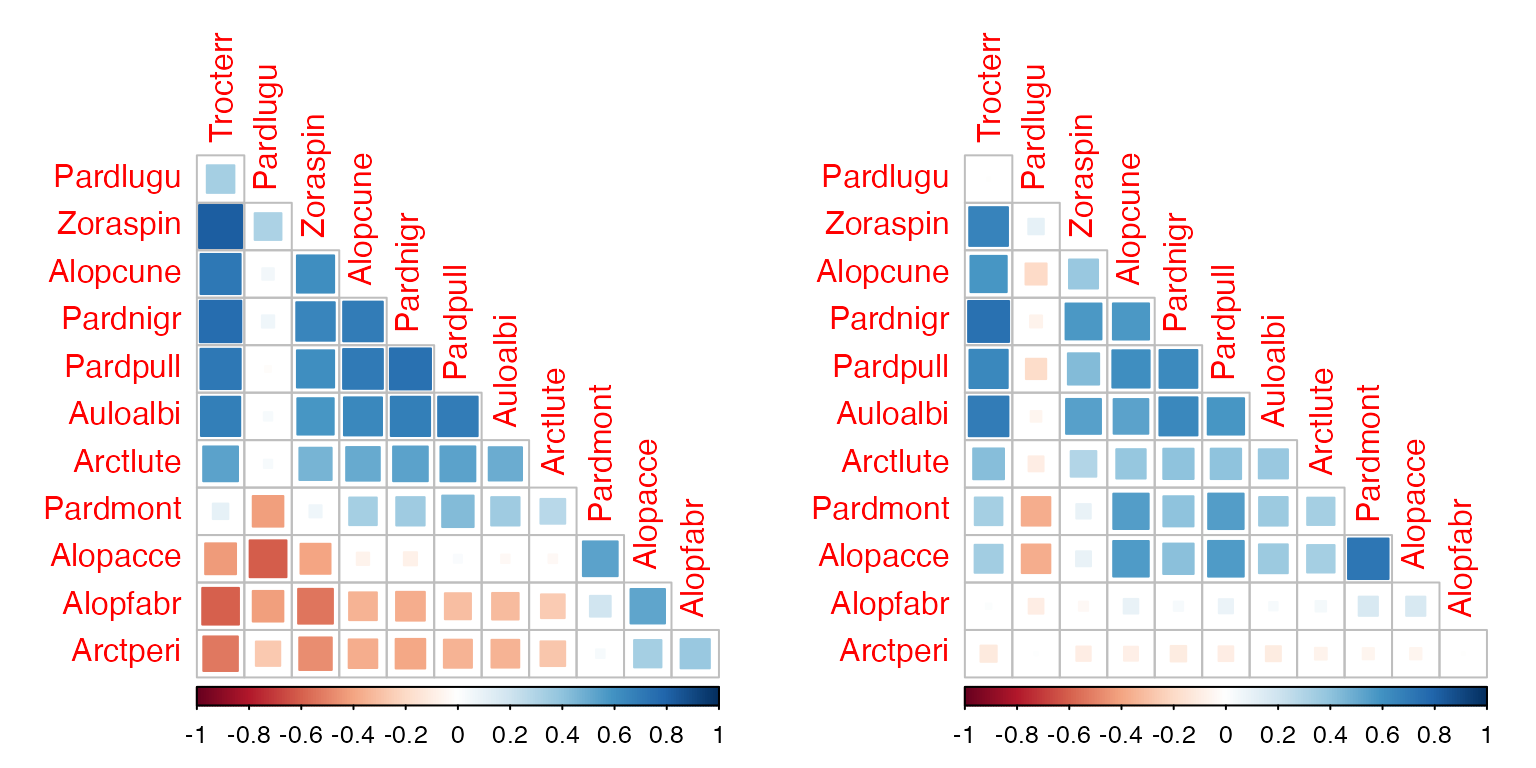 Trocterr
Pardlugu
Zoraspin
Alopcune
Pardnigr
Pardpull
Auloalbi
Arctlute
Pardmont
Alopacce
Alopfabr
Pardlugu
Zoraspin
Alopcune
Pardnigr
Pardpull
Auloalbi
Arctlute
Pardmont
Alopacce
Alopfabr
Arctperi
-1 -0.8 -0.6 -0.4 -0.2 0 0.2 0.4 0.6 0.8 1
Trocterr
Pardlugu
Zoraspin
Alopcune
Pardnigr
Pardpull
Auloalbi
Arctlute
Pardmont
Alopacce
Alopfabr
Pardlugu
Zoraspin
Alopcune
Pardnigr
Pardpull
Auloalbi
Arctlute
Pardmont
Alopacce
Alopfabr
Arctperi
-1 -0.8 -0.6 -0.4 -0.2 0 0.2 0.4 0.6 0.8 1